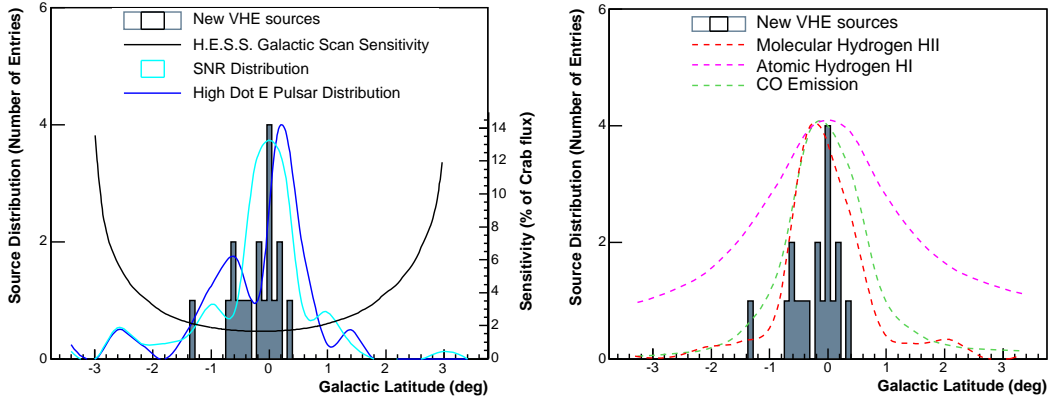 New VHE sources
H.E.S.S. Galactic Scan Sensitivity
SNR Distribution
High Dot E Pulsar Distribution
Source Distribution (Number of Entries)
6
4
2
0
14
12
10
8
6
4
2
0
Sensitivity (% of Crab flux)
-3 -2 -1 0 1 2 3
Galactic Latitude (deg)
New VHE sources
Molecular Hydrogen HII
Atomic Hydrogen HI
CO Emission
Source Distribution (Number of Entries)
6
4
2
0
-3 -2 -1 0 1 2 3
Galactic Latitude (deg)